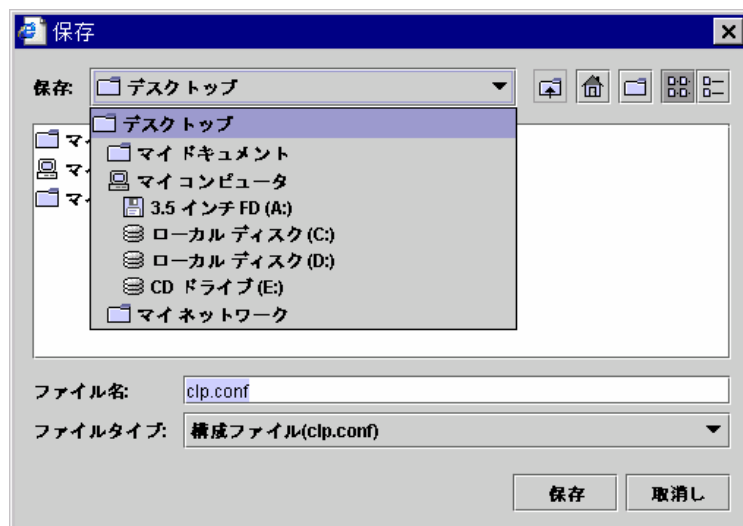 保存
保存: デスクトップ
デスクトップ
マイ ドキュメント
マイ コンピュータ
3.5 インチ FD (A:)
ローカル ディスク (C:)
ローカル ディスク (D:)
CD ドライブ (E:)
マイ ネットワーク
マ
マ
マ
ファイル名: clp.conf
ファイルタイプ: 構成ファイル(clp.conf)
保存 取消し